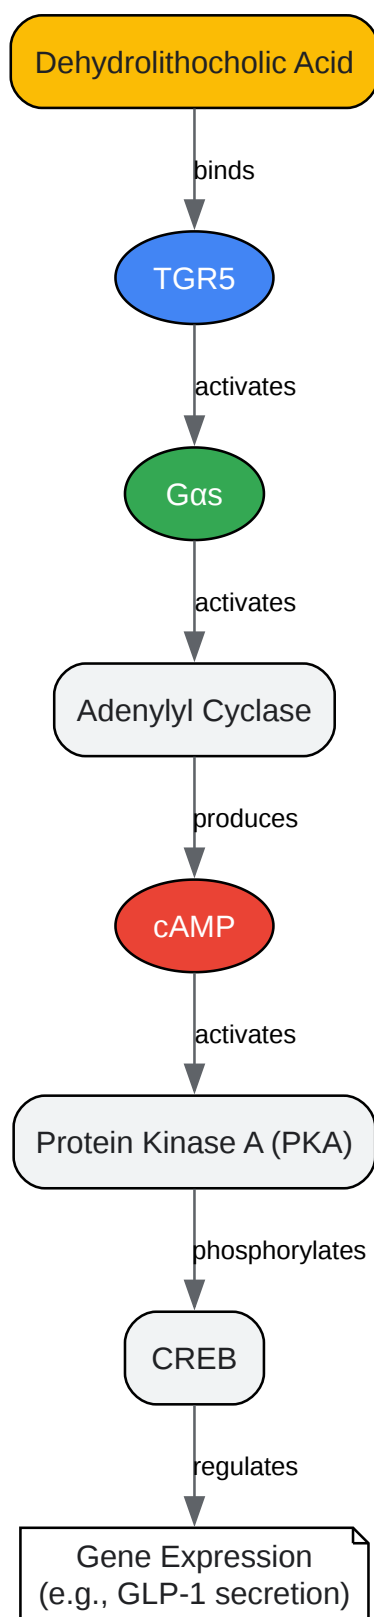 Dehydrolithocholic Acid
binds
TGR5
activates
Gαs
activates
Adenylyl Cyclase
produces
cAMP
activates
Protein Kinase A (PKA)
phosphorylates
CREB
regulates
Gene Expression
(e.g., GLP-1 secretion)